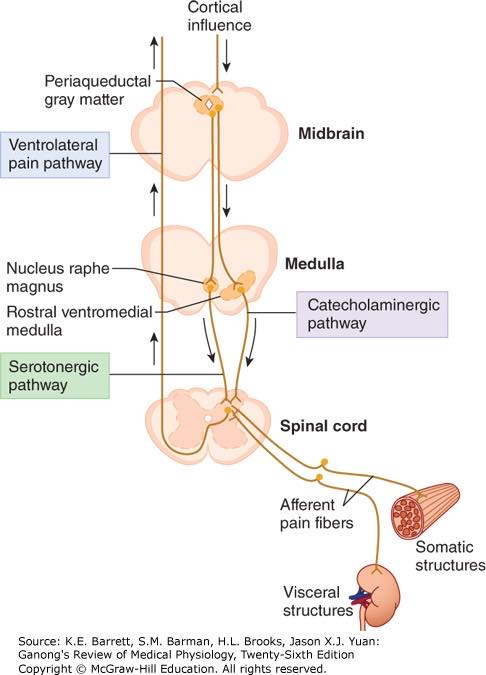 Cortical
influence
Periaqueductal
gray matter
Midbrain
Ventrolateral
pain pathway
Nucleus raphe
magnus
Medulla
Rostral ventromedial
medulla
Catecholaminergic
pathway
Serotonergic
pathway
Spinal cord
Afferent
pain fibers
Somatic
structures
Visceral
structures
Source: K.E. Barrett, S.M. Barman, H.L. Brooks, Jason X.J. Yuan:
Ganong's Review of Medical Physiology, Twenty-Sixth Edition
Copyright © McGraw-Hill Education. All rights reserved.